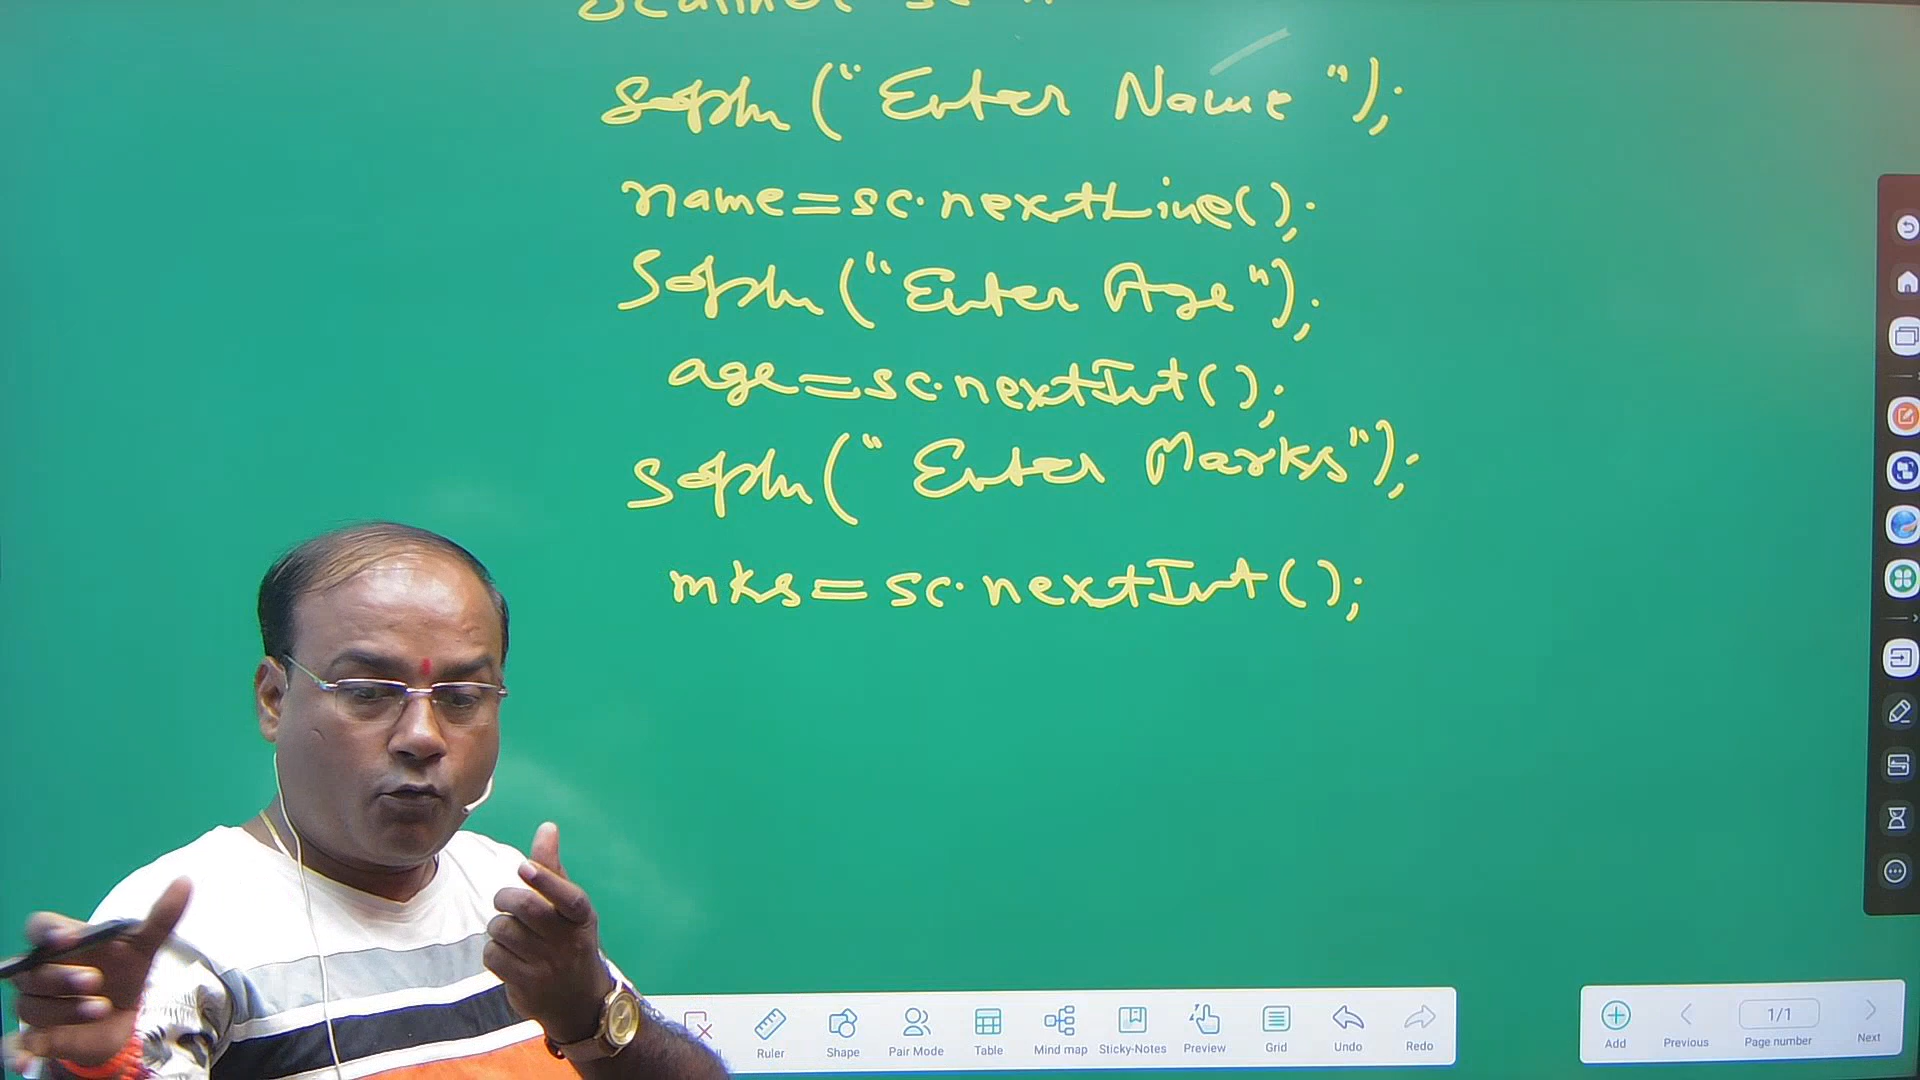 Scanner sc
Sopln ("Enter Name");
name=sc.nextLine();
Sopln ("Enter Age");
age=sc.nextInt();
Sopln ("Enter Marks");
mks=sc.nextInt();
Ruler Shape Pair Mode Table Mind map Sticky-Notes Preview Grid Undo Redo
1/1
Add Previous Page number Next